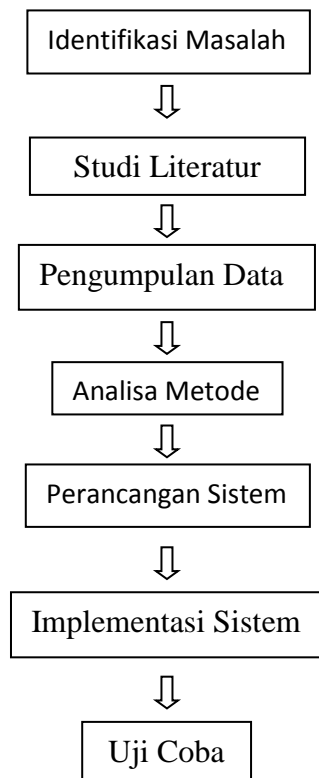 Identifikasi Masalah
Studi Literatur
Pengumpulan Data
Analisa Metode
Perancangan Sistem
Implementasi Sistem
Uji Coba